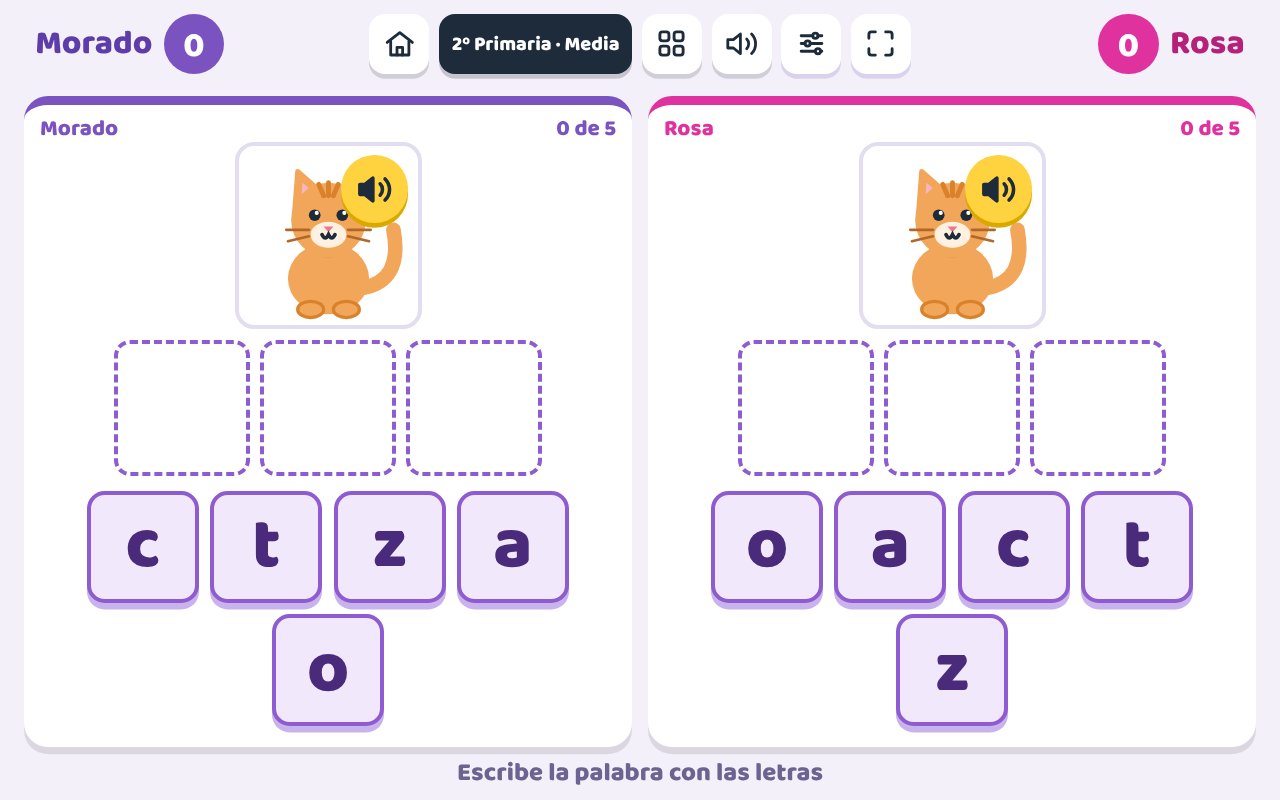 Morado 0
2º Primaria · Media
0 Rosa
Morado 0 de 5
c t z a
o
Rosa 0 de 5
o a c t
z
Escribe la palabra con las letras